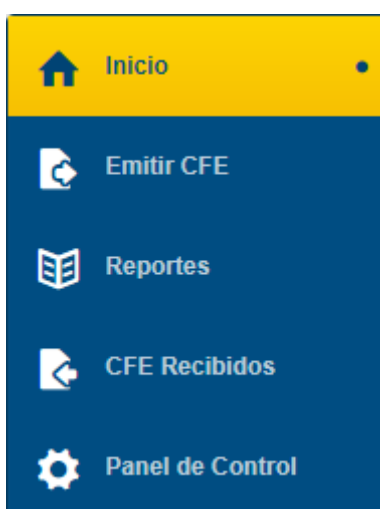 Inicio
Emitir CFE
Reportes
CFE Recibidos
Panel de Control